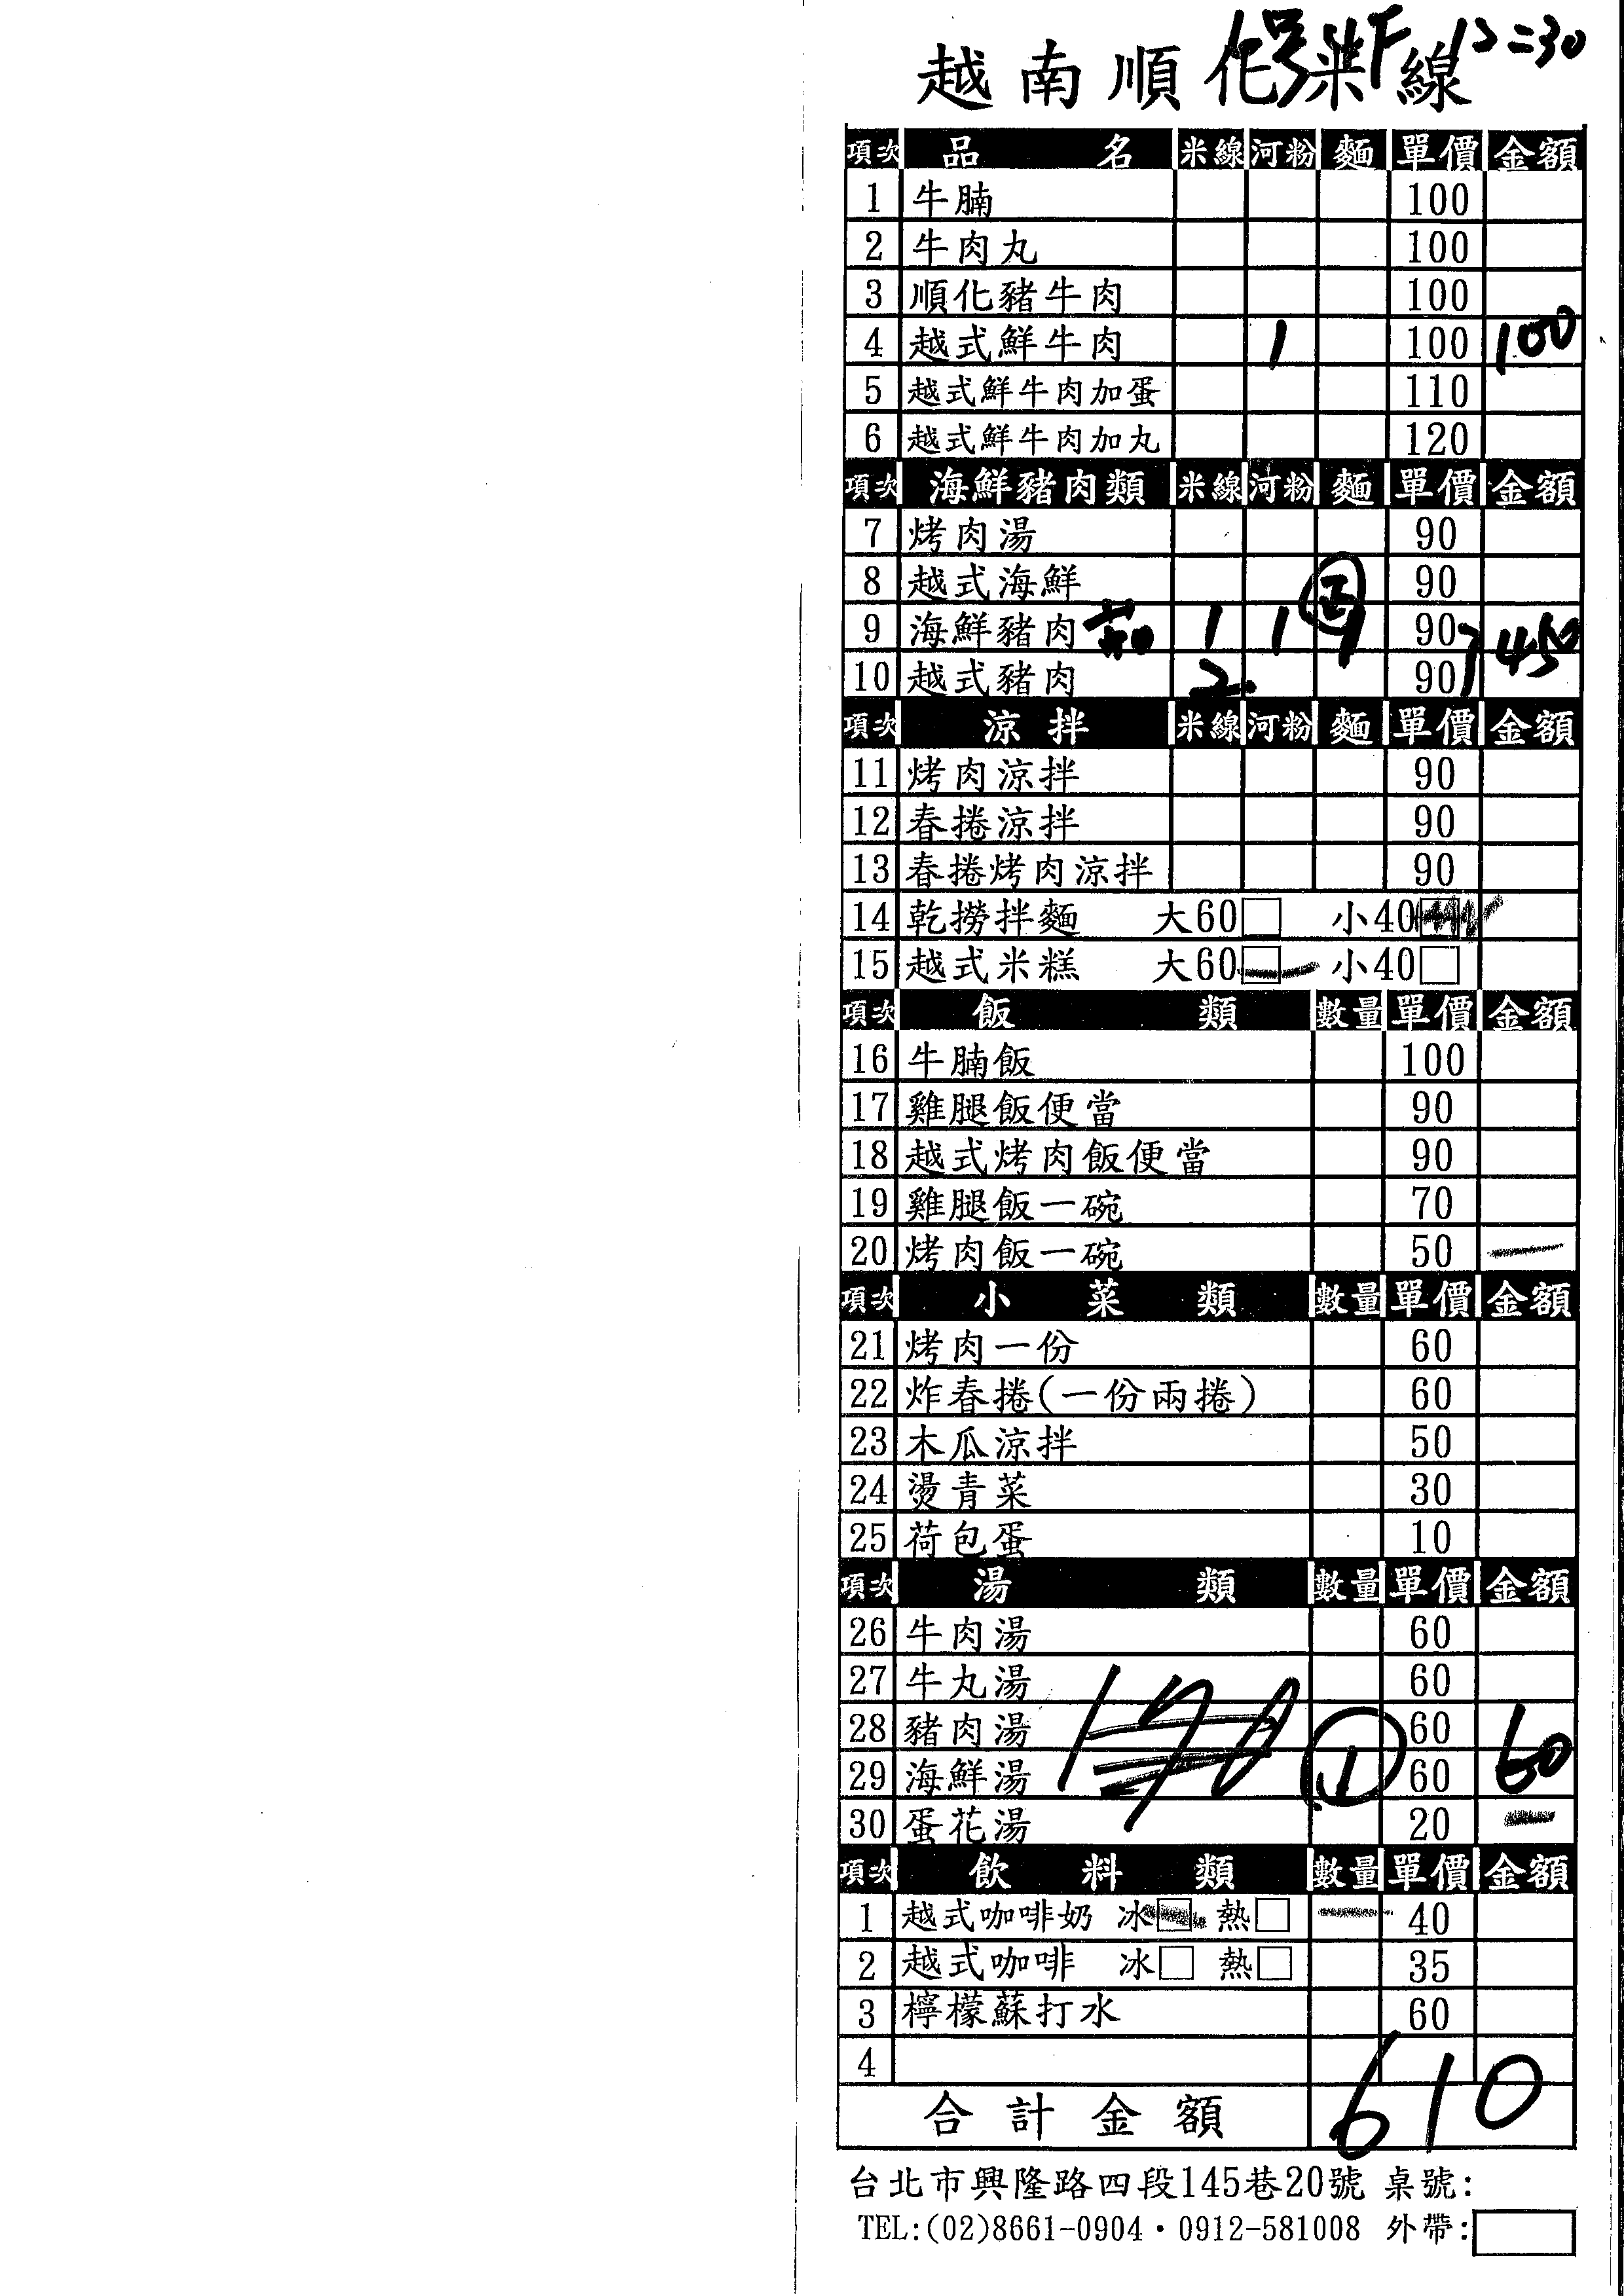 越南順化米線
12=30
項次 品名 米線 河粉 麵 單價 金額
1 牛腩 100
2 牛肉丸 100
3 順化豬牛肉 100
4 越式鮮牛肉 1 100 100
5 越式鮮牛肉加蛋 110
6 越式鮮牛肉加丸 120
項次 海鮮豬肉類 米線 河粉 麵 單價 金額
7 烤肉湯 90
8 越式海鮮 90
9 海鮮豬肉 1 1 1 90 450
10 越式豬肉 2 90
項次 涼拌 米線 河粉 麵 單價 金額
11 烤肉涼拌 90
12 春捲涼拌 90
13 春捲烤肉涼拌 90
14 乾撈拌麵 大60□ 小40□
15 越式米糕 大60□ 小40□
項次 飯類 數量 單價 金額
16 牛腩飯 100
17 雞腿飯便當 90
18 越式烤肉飯便當 90
19 雞腿飯一碗 70
20 烤肉飯一碗 50
項次 小菜類 數量 單價 金額
21 烤肉一份 60
22 炸春捲(一份兩捲) 60
23 木瓜涼拌 50
24 燙青菜 30
25 荷包蛋 10
項次 湯類 數量 單價 金額
26 牛肉湯 60
27 牛丸湯 60
28 豬肉湯 60
29 海鮮湯 1 60 60
30 蛋花湯 20
項次 飲料類 數量 單價 金額
1 越式咖啡奶 冰□ 熱□ 40
2 越式咖啡 冰□ 熱□ 35
3 檸檬蘇打水 60
4
合計金額 610
台北市興隆路四段145巷20號 桌號:
TEL:(02)8661-0904·0912-581008 外帶: